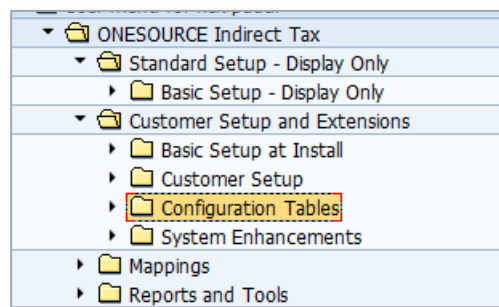 ONESOURCE Indirect Tax
Standard Setup - Display Only
Basic Setup - Display Only
Customer Setup and Extensions
Basic Setup at Install
Customer Setup
Configuration Tables
System Enhancements
Mappings
Reports and Tools